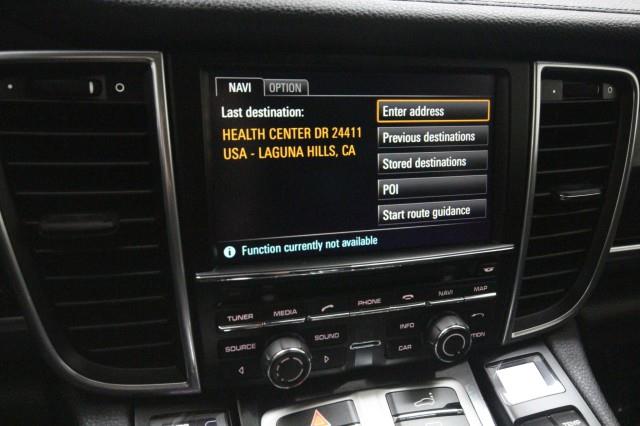 NAVI OPTION
Last destination:
HEALTH CENTER DR 24411
USA - LAGUNA HILLS, CA
Enter address
Previous destinations
Stored destinations
POI
Start route guidance
Function currently not available
TUNER MEDIA PHONE NAVI MAP
SOURCE SOUND INFO
CAR